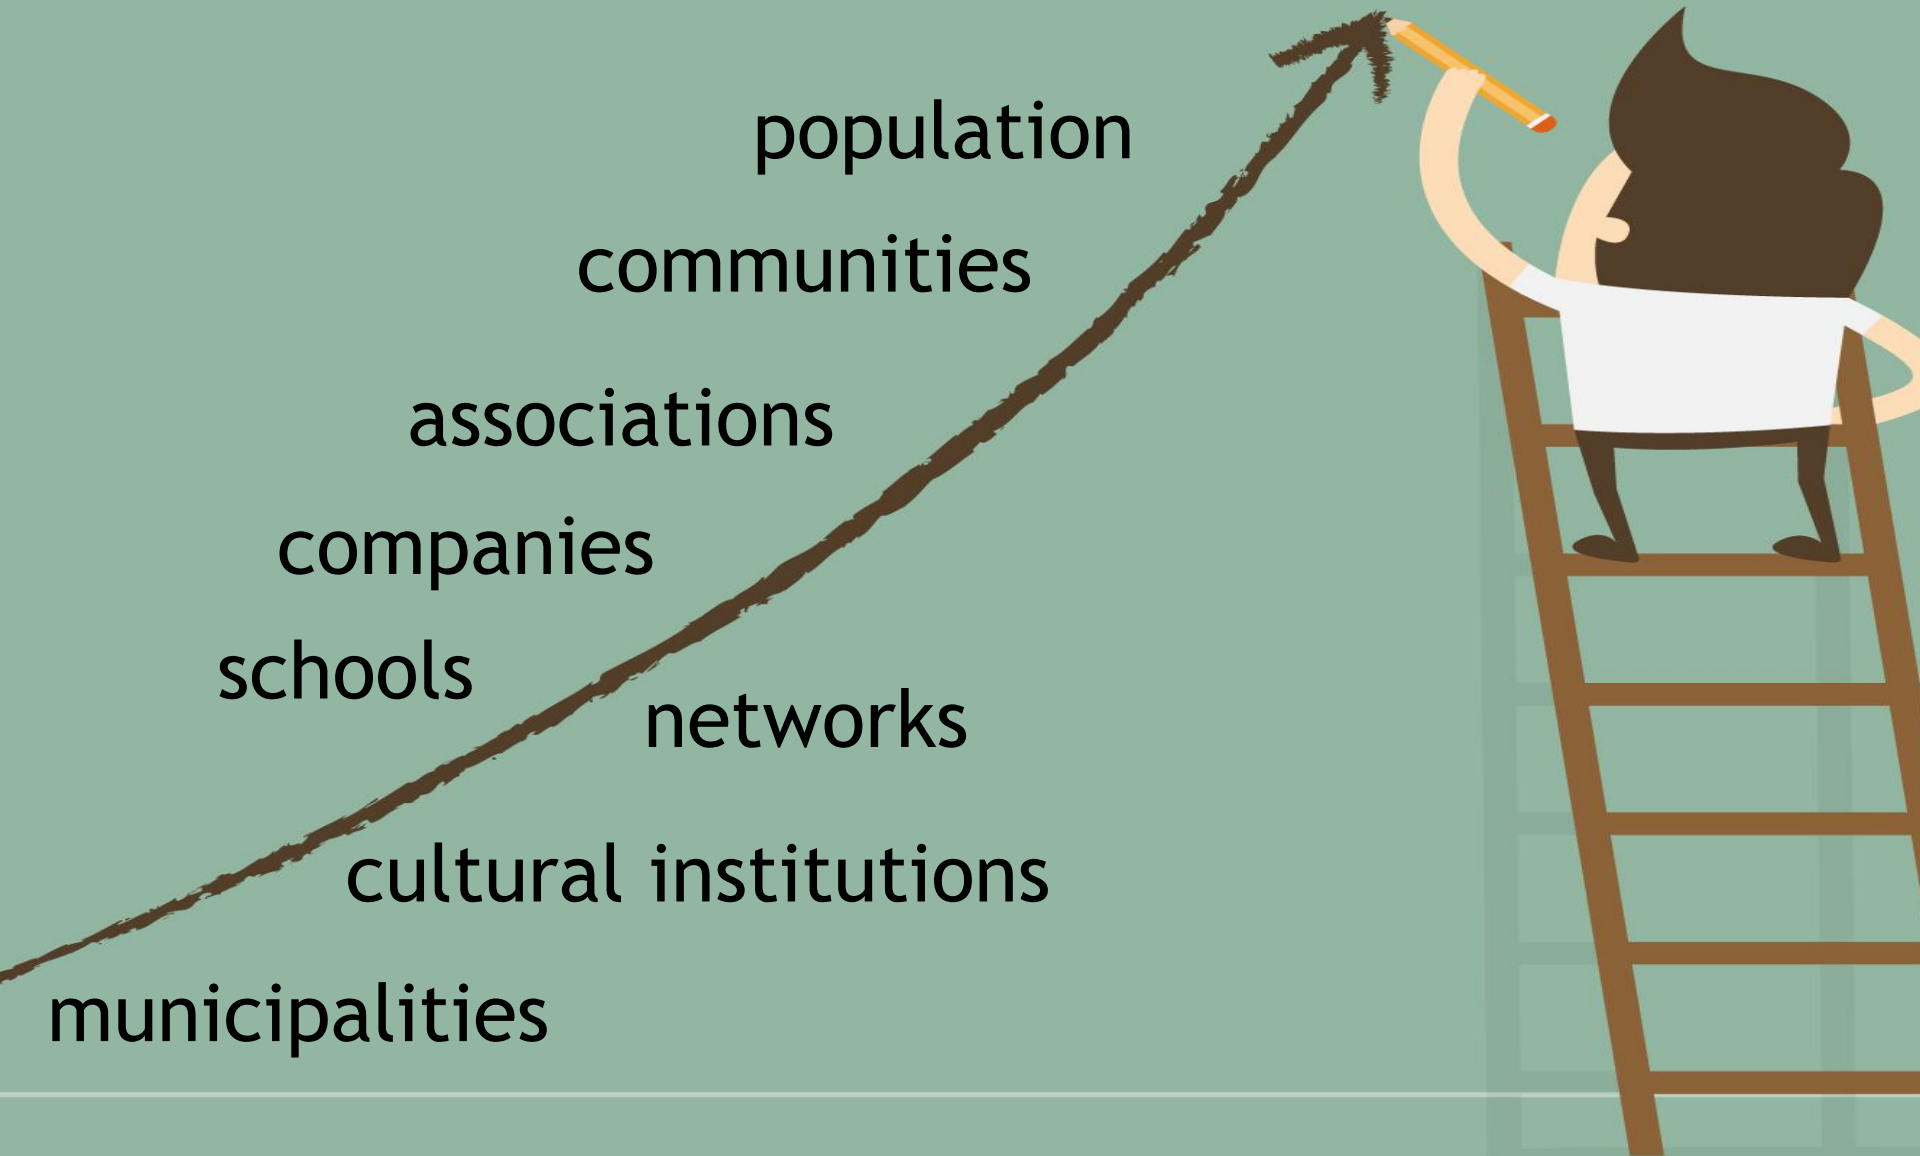 population
communities
associations
companies
schools
networks
cultural institutions
municipalities